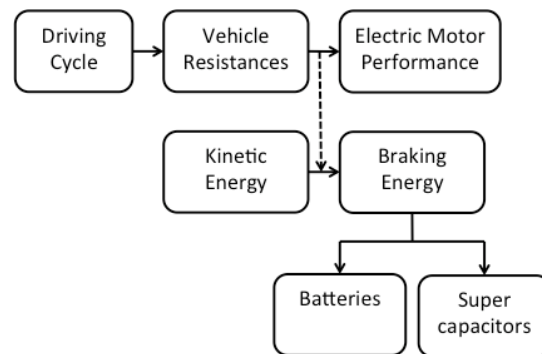 Driving
Cycle
Vehicle
Resistances
Electric Motor
Performance
Kinetic
Energy
Braking
Energy
Batteries
Super
capacitors